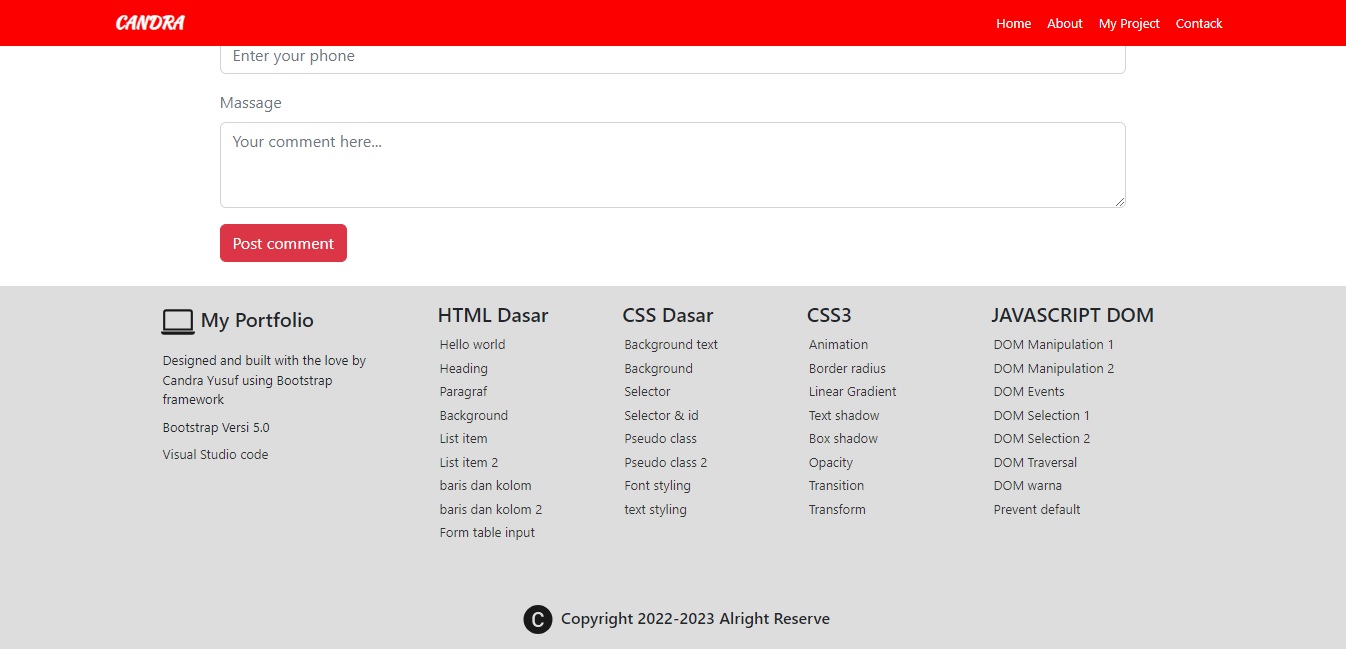 CANDRA
Home About My Project Contack
Enter your phone
Massage
Your comment here...
Post comment
My Portfolio
Designed and built with the love by
Candra Yusuf using Bootstrap
framework
Bootstrap Versi 5.0
Visual Studio code
HTML Dasar
Hello world
Heading
Paragraf
Background
List item
List item 2
baris dan kolom
baris dan kolom 2
Form table input
CSS Dasar
Background text
Background
Selector
Selector & id
Pseudo class
Pseudo class 2
Font styling
text styling
CSS3
Animation
Border radius
Linear Gradient
Text shadow
Box shadow
Opacity
Transition
Transform
JAVASCRIPT DOM
DOM Manipulation 1
DOM Manipulation 2
DOM Events
DOM Selection 1
DOM Selection 2
DOM Traversal
DOM warna
Prevent default
C Copyright 2022-2023 Alright Reserve